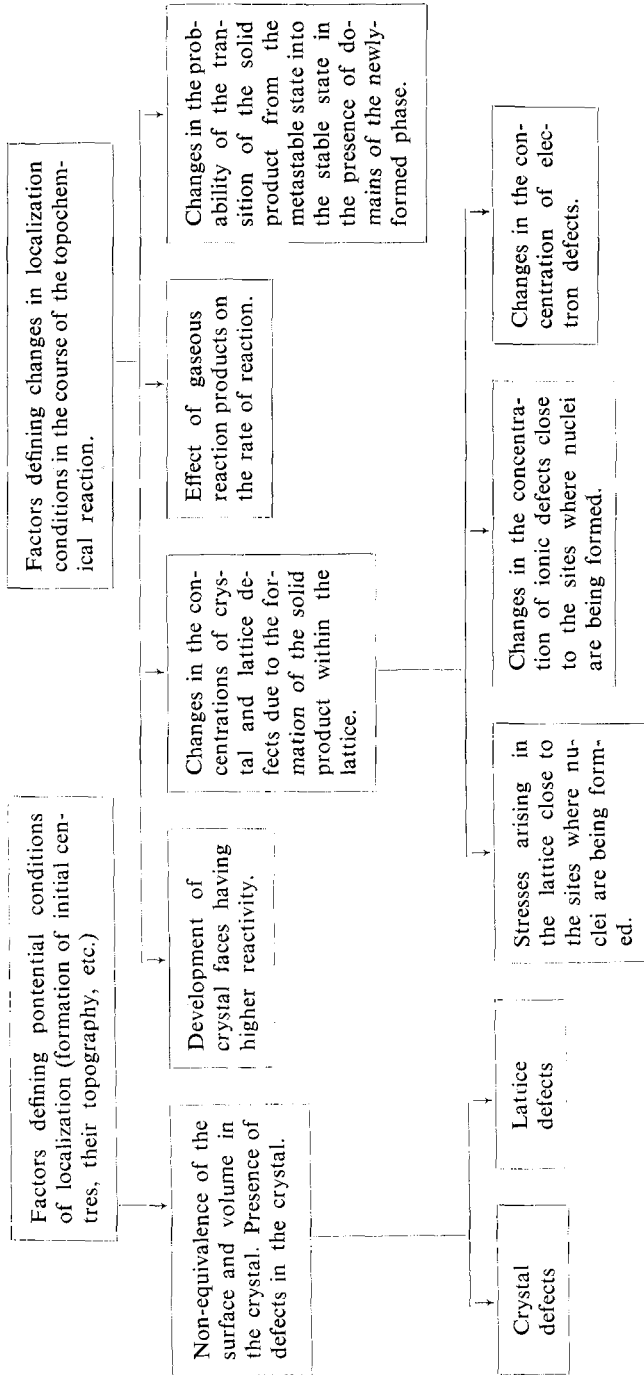 Factors defining pontential conditions
of localization (formation of initial cen-
tres, their topography, etc.)
Factors defining changes in localization
conditions in the course of the topochem-
ical reaction.
Non-equivalence of the
surface and volume in
the crystal. Presence of
defects in the crystal.
Development of
crystal faces having
higher reactivity.
Changes in the con-
centrations of crys-
tal and lattice de-
fects due to the for-
mation of the solid
product within the
lattice.
Effect of gaseous
reaction products on
the rate of reaction.
Changes in the prob-
ability of the tran-
sition of the solid
product from the
metastable state into
the stable state in
the presence of do-
mains of the newly-
formed phase.
Crystal
defects
Latuice
defects
Stresses arising in
the lattice close to
the sites where nu-
clei are being form-
ed.
Changes in the concentra-
tion of ionic defects close
to the sites where nuclei
are being formed.
Changes in the con-
centration of elec-
tron defects.